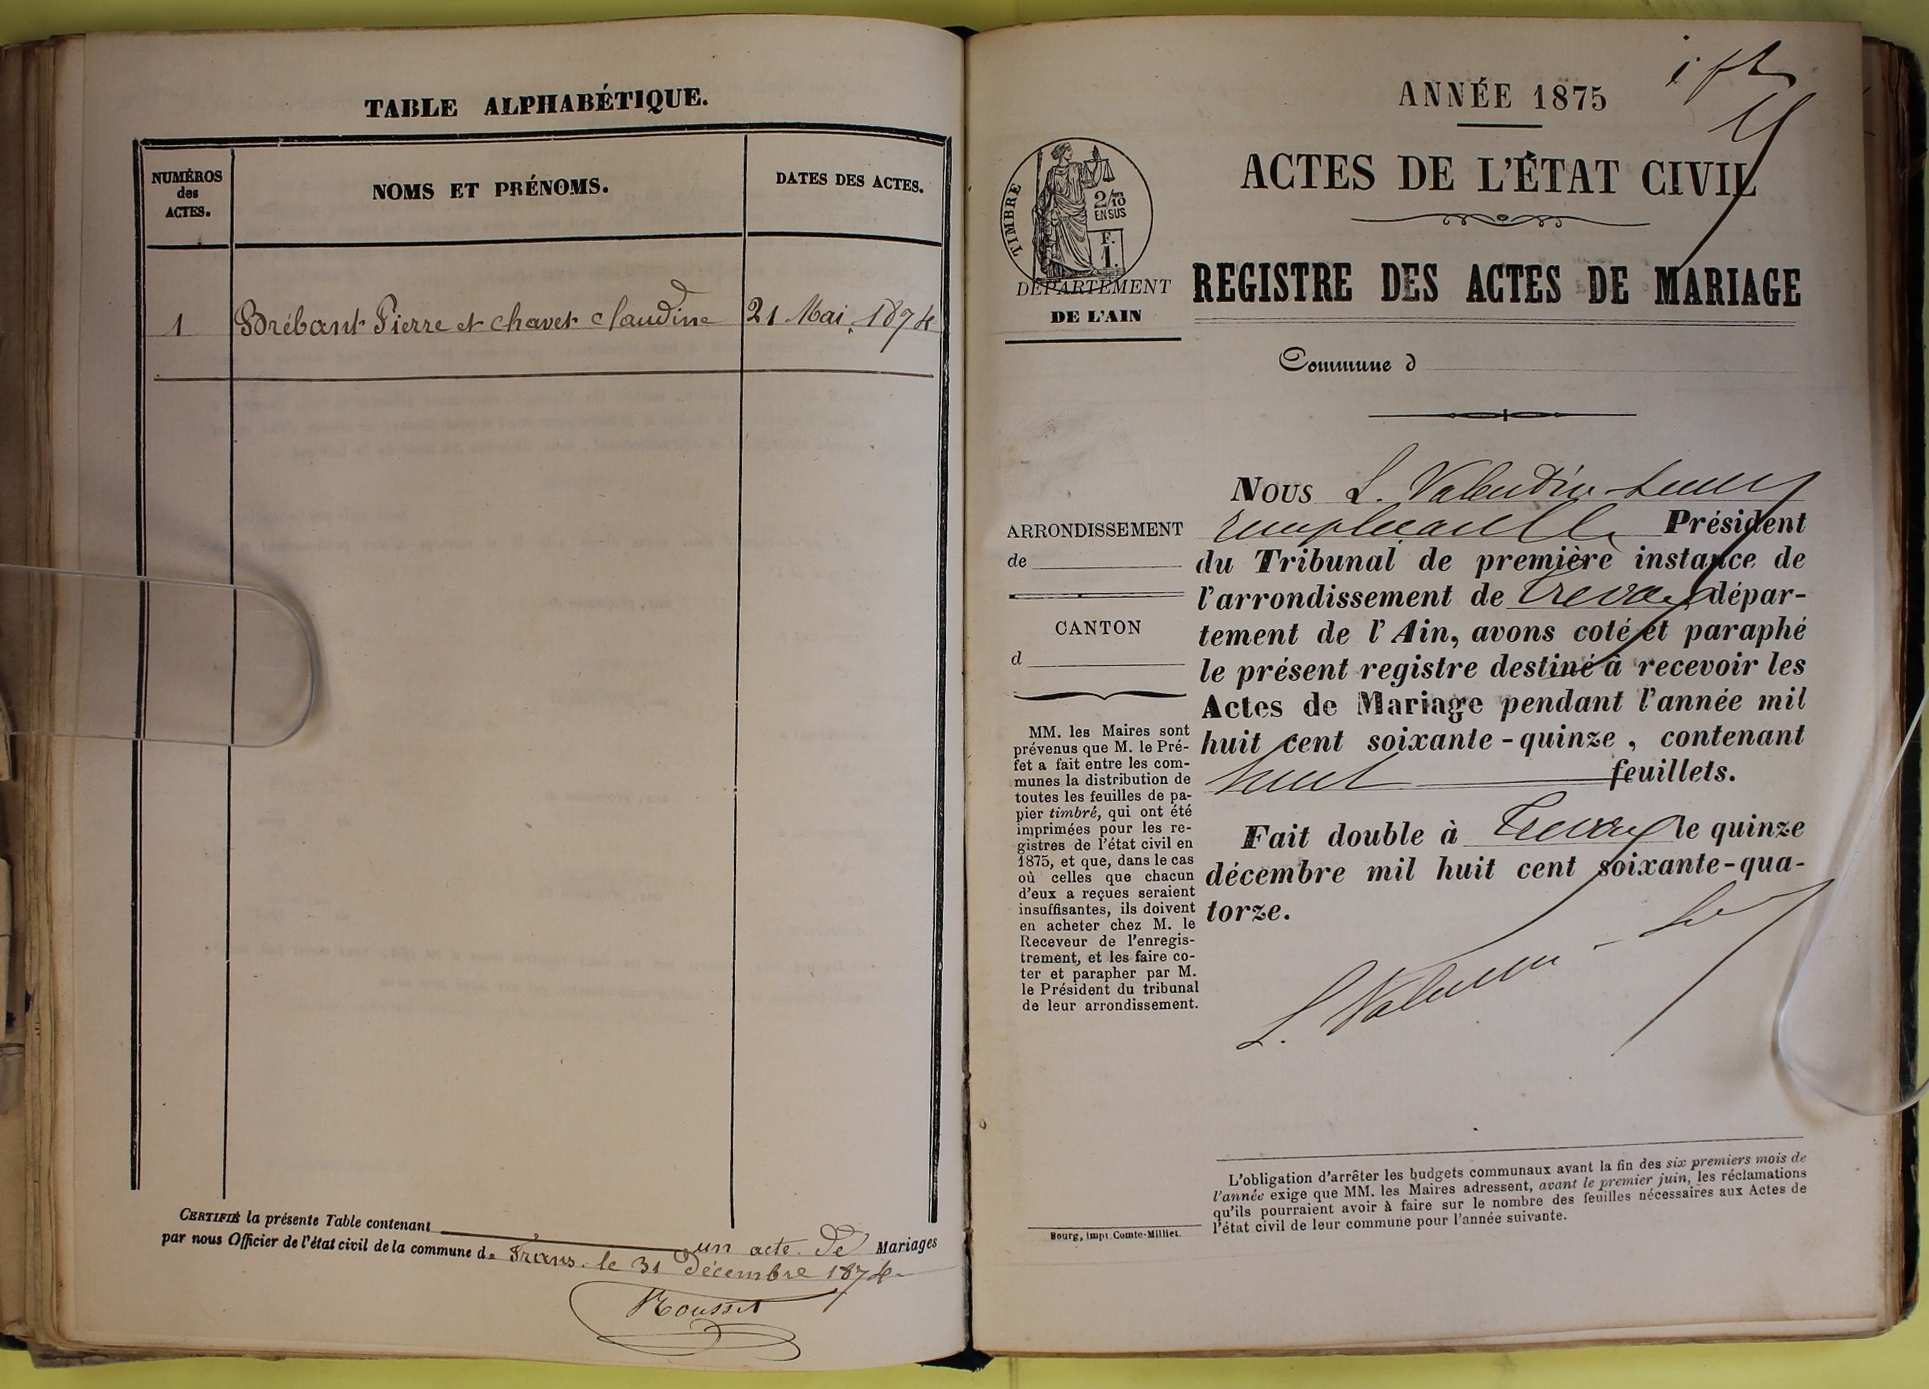 TABLE ALPHABÉTIQUE.
NUMÉROS
des
ACTES.
NOMS ET PRÉNOMS.
DATES DES ACTES.
1 Brébant Pierre et Chavet Claudine 21 Mai 1874
CERTIFIÉ la présente Table contenant un acte de Mariages
par nous Officier de l'état civil de la commune de Frans le 31 Décembre 1874
Rousset
1er ft
ANNÉE 1875
ACTES DE L'ÉTAT CIVIL
REGISTRE DES ACTES DE MARIAGE
TIMBRE
2/10
EN SUS
F.
1.
DÉPARTEMENT
DE L'AIN
Commune d
ARRONDISSEMENT
de
CANTON
d
MM. les Maires sont
prévenus que M. le Pré-
fet a fait entre les com-
munes la distribution de
toutes les feuilles de pa-
pier timbré, qui ont été
imprimées pour les re-
gistres de l'état civil en
1875, et que, dans le cas
où celles que chacun
d'eux a reçues seraient
insuffisantes, ils doivent
en acheter chez M. le
Receveur de l'enregis-
trement, et les faire co-
ter et parapher par M.
le Président du tribunal
de leur arrondissement.
NOUS L. Valentin
Président
du Tribunal de première instance de
l'arrondissement de Trévoux dépar-
tement de l'Ain, avons coté et paraphé
le présent registre destiné à recevoir les
Actes de Mariage pendant l'année mil
huit cent soixante-quinze, contenant
huit feuillets.
Fait double à Trévoux le quinze
décembre mil huit cent soixante-qua-
torze.
L. Valentin
L'obligation d'arrêter les budgets communaux avant la fin des six premiers mois de
l'année exige que MM. les Maires adressent, avant le premier juin, les réclamations
qu'ils pourraient avoir à faire sur le nombre des feuilles nécessaires aux Actes de
l'état civil de leur commune pour l'année suivante.
Bourg, impr. Comte-Milliet.